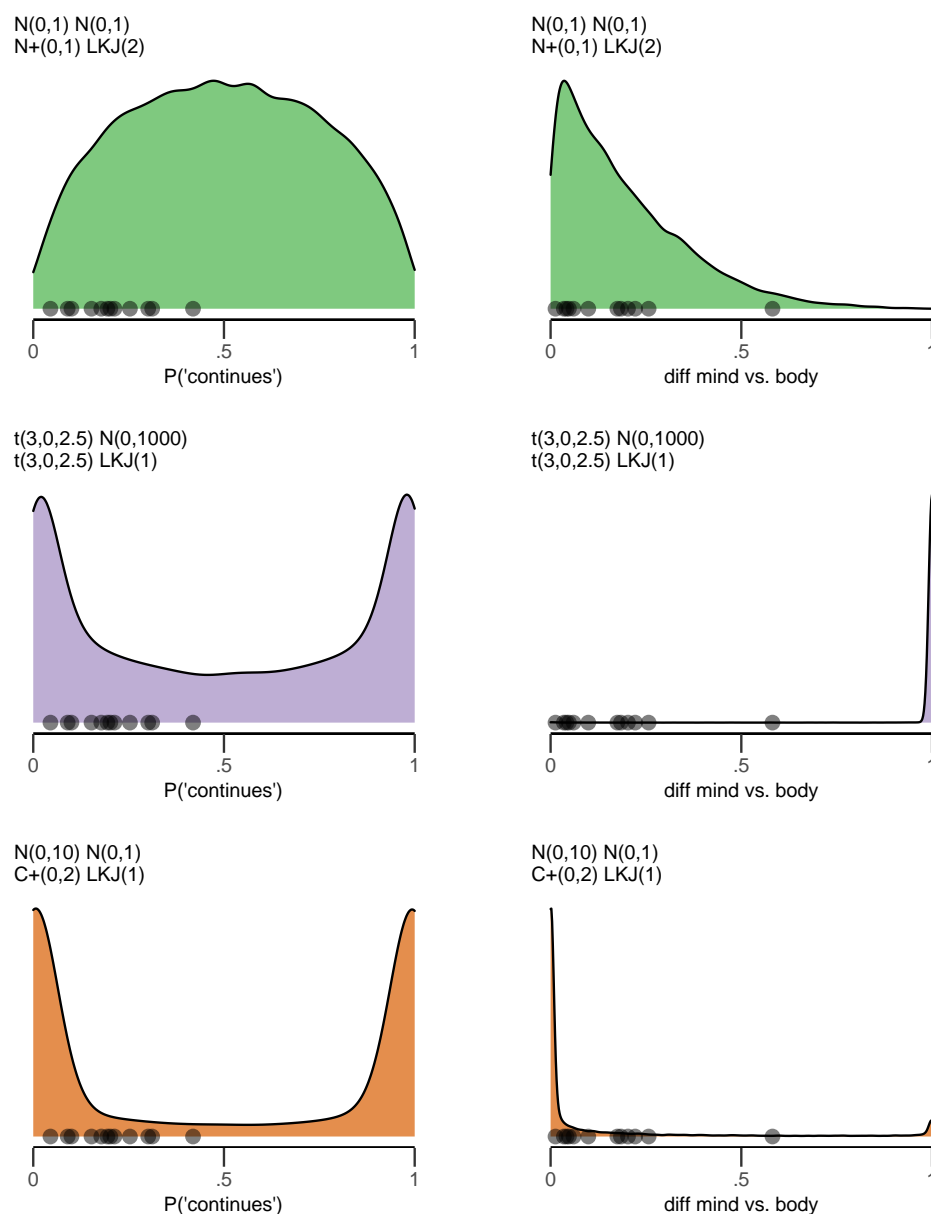 N(0,1) N(0,1)
N+(0,1) LKJ(2)
0
.5
1
P('continues')
N(0,1) N(0,1)
N+(0,1) LKJ(2)
0
.5
1
diff mind vs. body
t(3,0,2.5) N(0,1000)
t(3,0,2.5) LKJ(1)
0
.5
1
P('continues')
t(3,0,2.5) N(0,1000)
t(3,0,2.5) LKJ(1)
0
.5
1
diff mind vs. body
N(0,10) N(0,1)
C+(0,2) LKJ(1)
0
.5
1
P('continues')
N(0,10) N(0,1)
C+(0,2) LKJ(1)
0
.5
1
diff mind vs. body